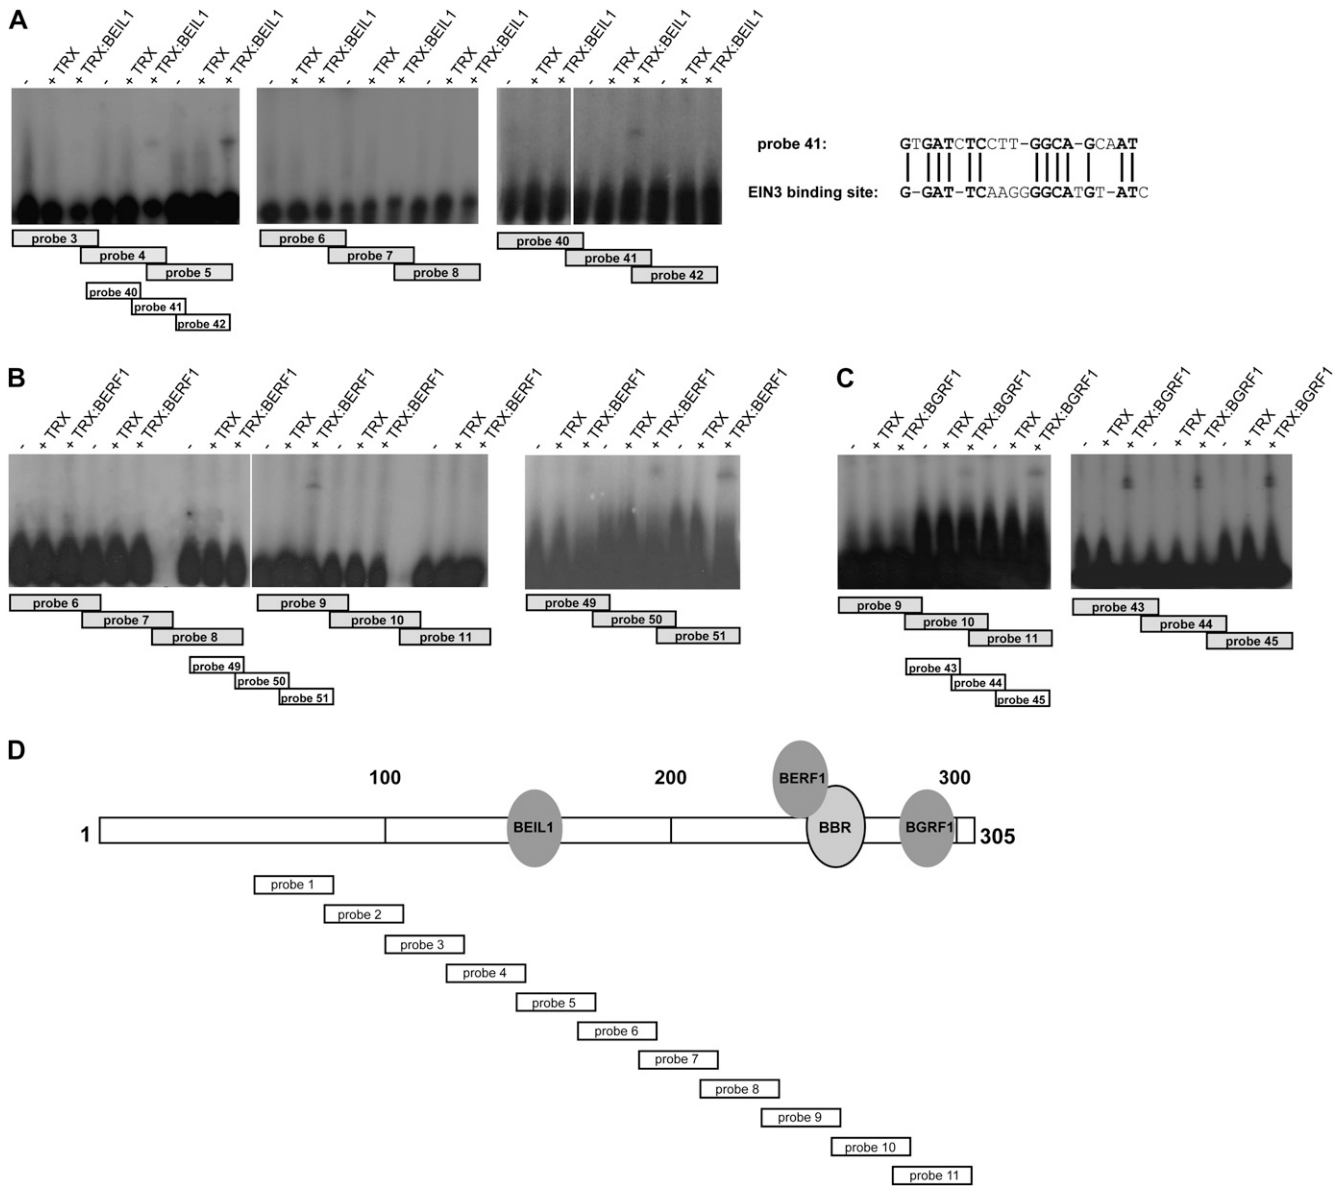 A
- + TRX + TRX:BEIL1 - + TRX + TRX:BEIL1 - + TRX + TRX:BEIL1
- + TRX + TRX:BEIL1 - + TRX + TRX:BEIL1 - + TRX + TRX:BEIL1
- + TRX + TRX:BEIL1 - + TRX + TRX:BEIL1 - + TRX + TRX:BEIL1
probe 3
probe 4
probe 5
probe 40
probe 41
probe 42
probe 6
probe 7
probe 8
probe 40
probe 41
probe 42
probe 41: GTGATCTCCTT-GGCA-GCAAT
EIN3 binding site: G-GAT-TCAAGGGGCATGT-ATC
B
- + TRX + TRX:BERF1 - + TRX + TRX:BERF1 - + TRX + TRX:BERF1
- + TRX + TRX:BERF1 - + TRX + TRX:BERF1 - + TRX + TRX:BERF1
- + TRX + TRX:BERF1 - + TRX + TRX:BERF1 - + TRX + TRX:BERF1
probe 6
probe 7
probe 8
probe 49
probe 50
probe 51
probe 9
probe 10
probe 11
probe 49
probe 50
probe 51
C
- + TRX + TRX:BGRF1 - + TRX + TRX:BGRF1 - + TRX + TRX:BGRF1
- + TRX + TRX:BGRF1 - + TRX + TRX:BGRF1 - + TRX + TRX:BGRF1
probe 9
probe 10
probe 11
probe 43
probe 44
probe 45
probe 43
probe 44
probe 45
D
100 200 300
BERF1
1 BEIL1 BBR BGRF1 305
probe 1
probe 2
probe 3
probe 4
probe 5
probe 6
probe 7
probe 8
probe 9
probe 10
probe 11